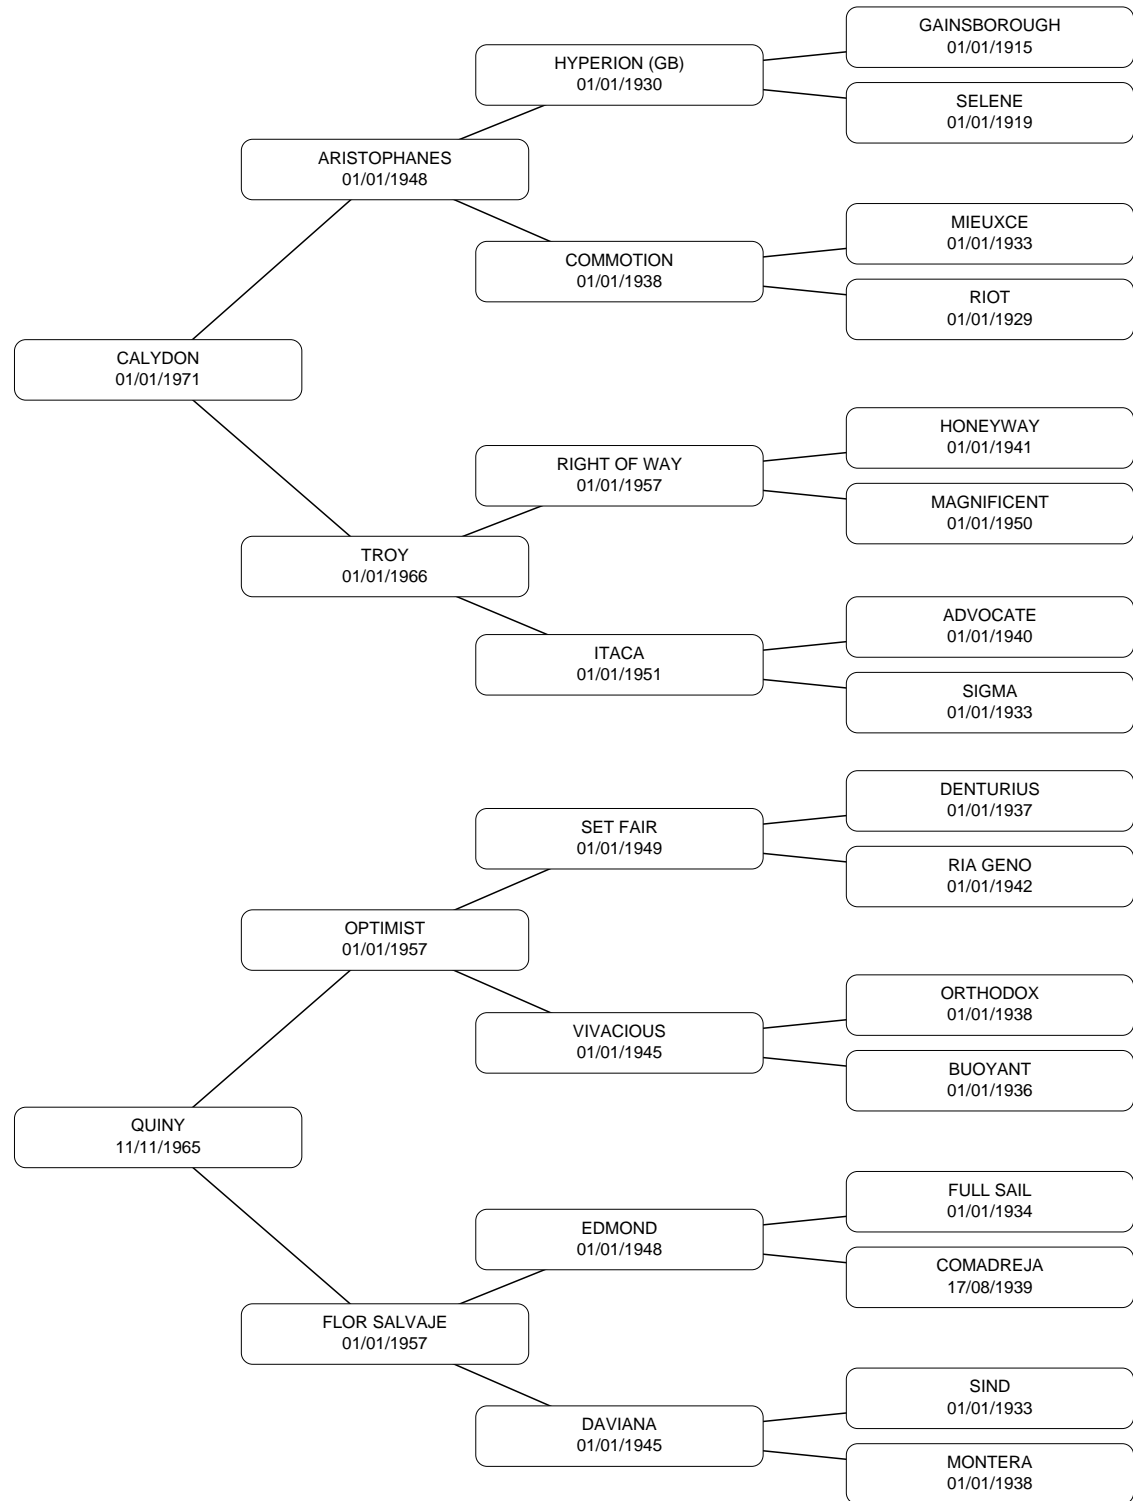 GAINSBOROUGH
01/01/1915
HYPERION (GB)
01/01/1930
SELENE
01/01/1919
ARISTOPHANES
01/01/1948
MIEUXCE
01/01/1933
COMMOTION
01/01/1938
RIOT
01/01/1929
CALYDON
01/01/1971
HONEYWAY
01/01/1941
RIGHT OF WAY
01/01/1957
MAGNIFICENT
01/01/1950
TROY
01/01/1966
ADVOCATE
01/01/1940
ITACA
01/01/1951
SIGMA
01/01/1933
DENTURIUS
01/01/1937
SET FAIR
01/01/1949
RIA GENO
01/01/1942
OPTIMIST
01/01/1957
ORTHODOX
01/01/1938
VIVACIOUS
01/01/1945
BUOYANT
01/01/1936
QUINY
11/11/1965
FULL SAIL
01/01/1934
EDMOND
01/01/1948
COMADREJA
17/08/1939
FLOR SALVAJE
01/01/1957
SIND
01/01/1933
DAVIANA
01/01/1945
MONTERA
01/01/1938